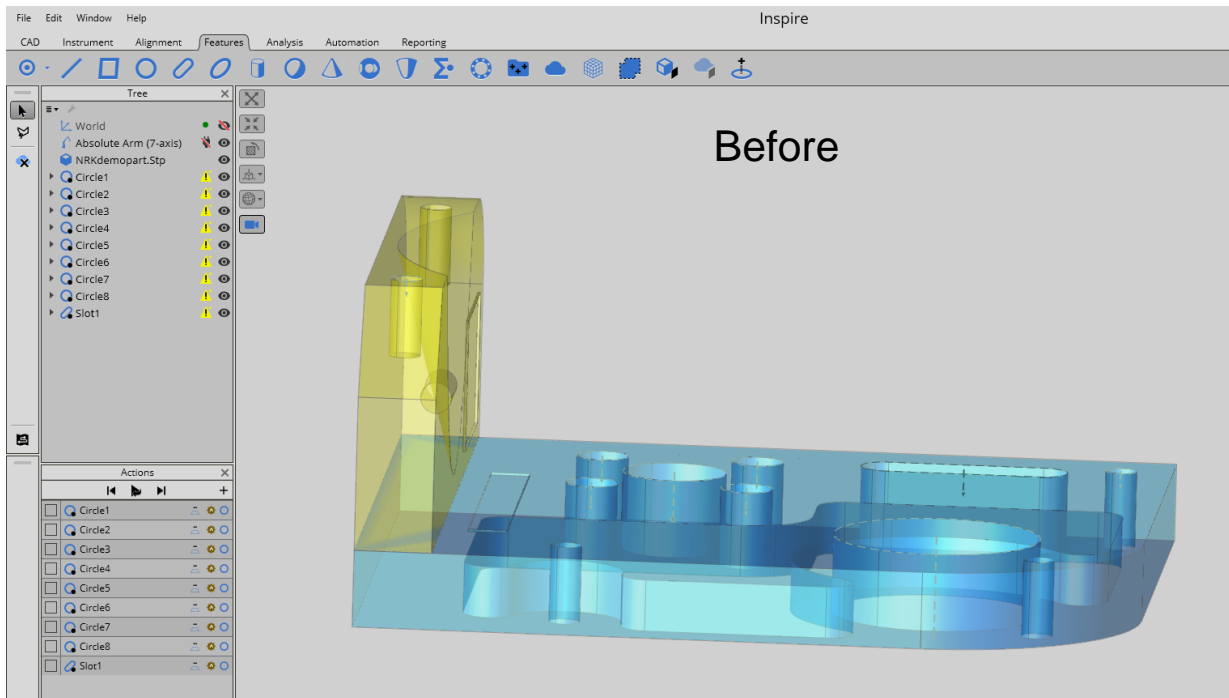 Inspire
File Edit Window Help
CAD Instrument Alignment Features Analysis Automation Reporting
Before
Tree
World
Absolute Arm (7-axis)
NRKdemopart.Stp
Circle1
Circle2
Circle3
Circle4
Circle5
Circle6
Circle7
Circle8
Slot1
Actions
Circle1
Circle2
Circle3
Circle4
Circle5
Circle6
Circle7
Circle8
Slot1